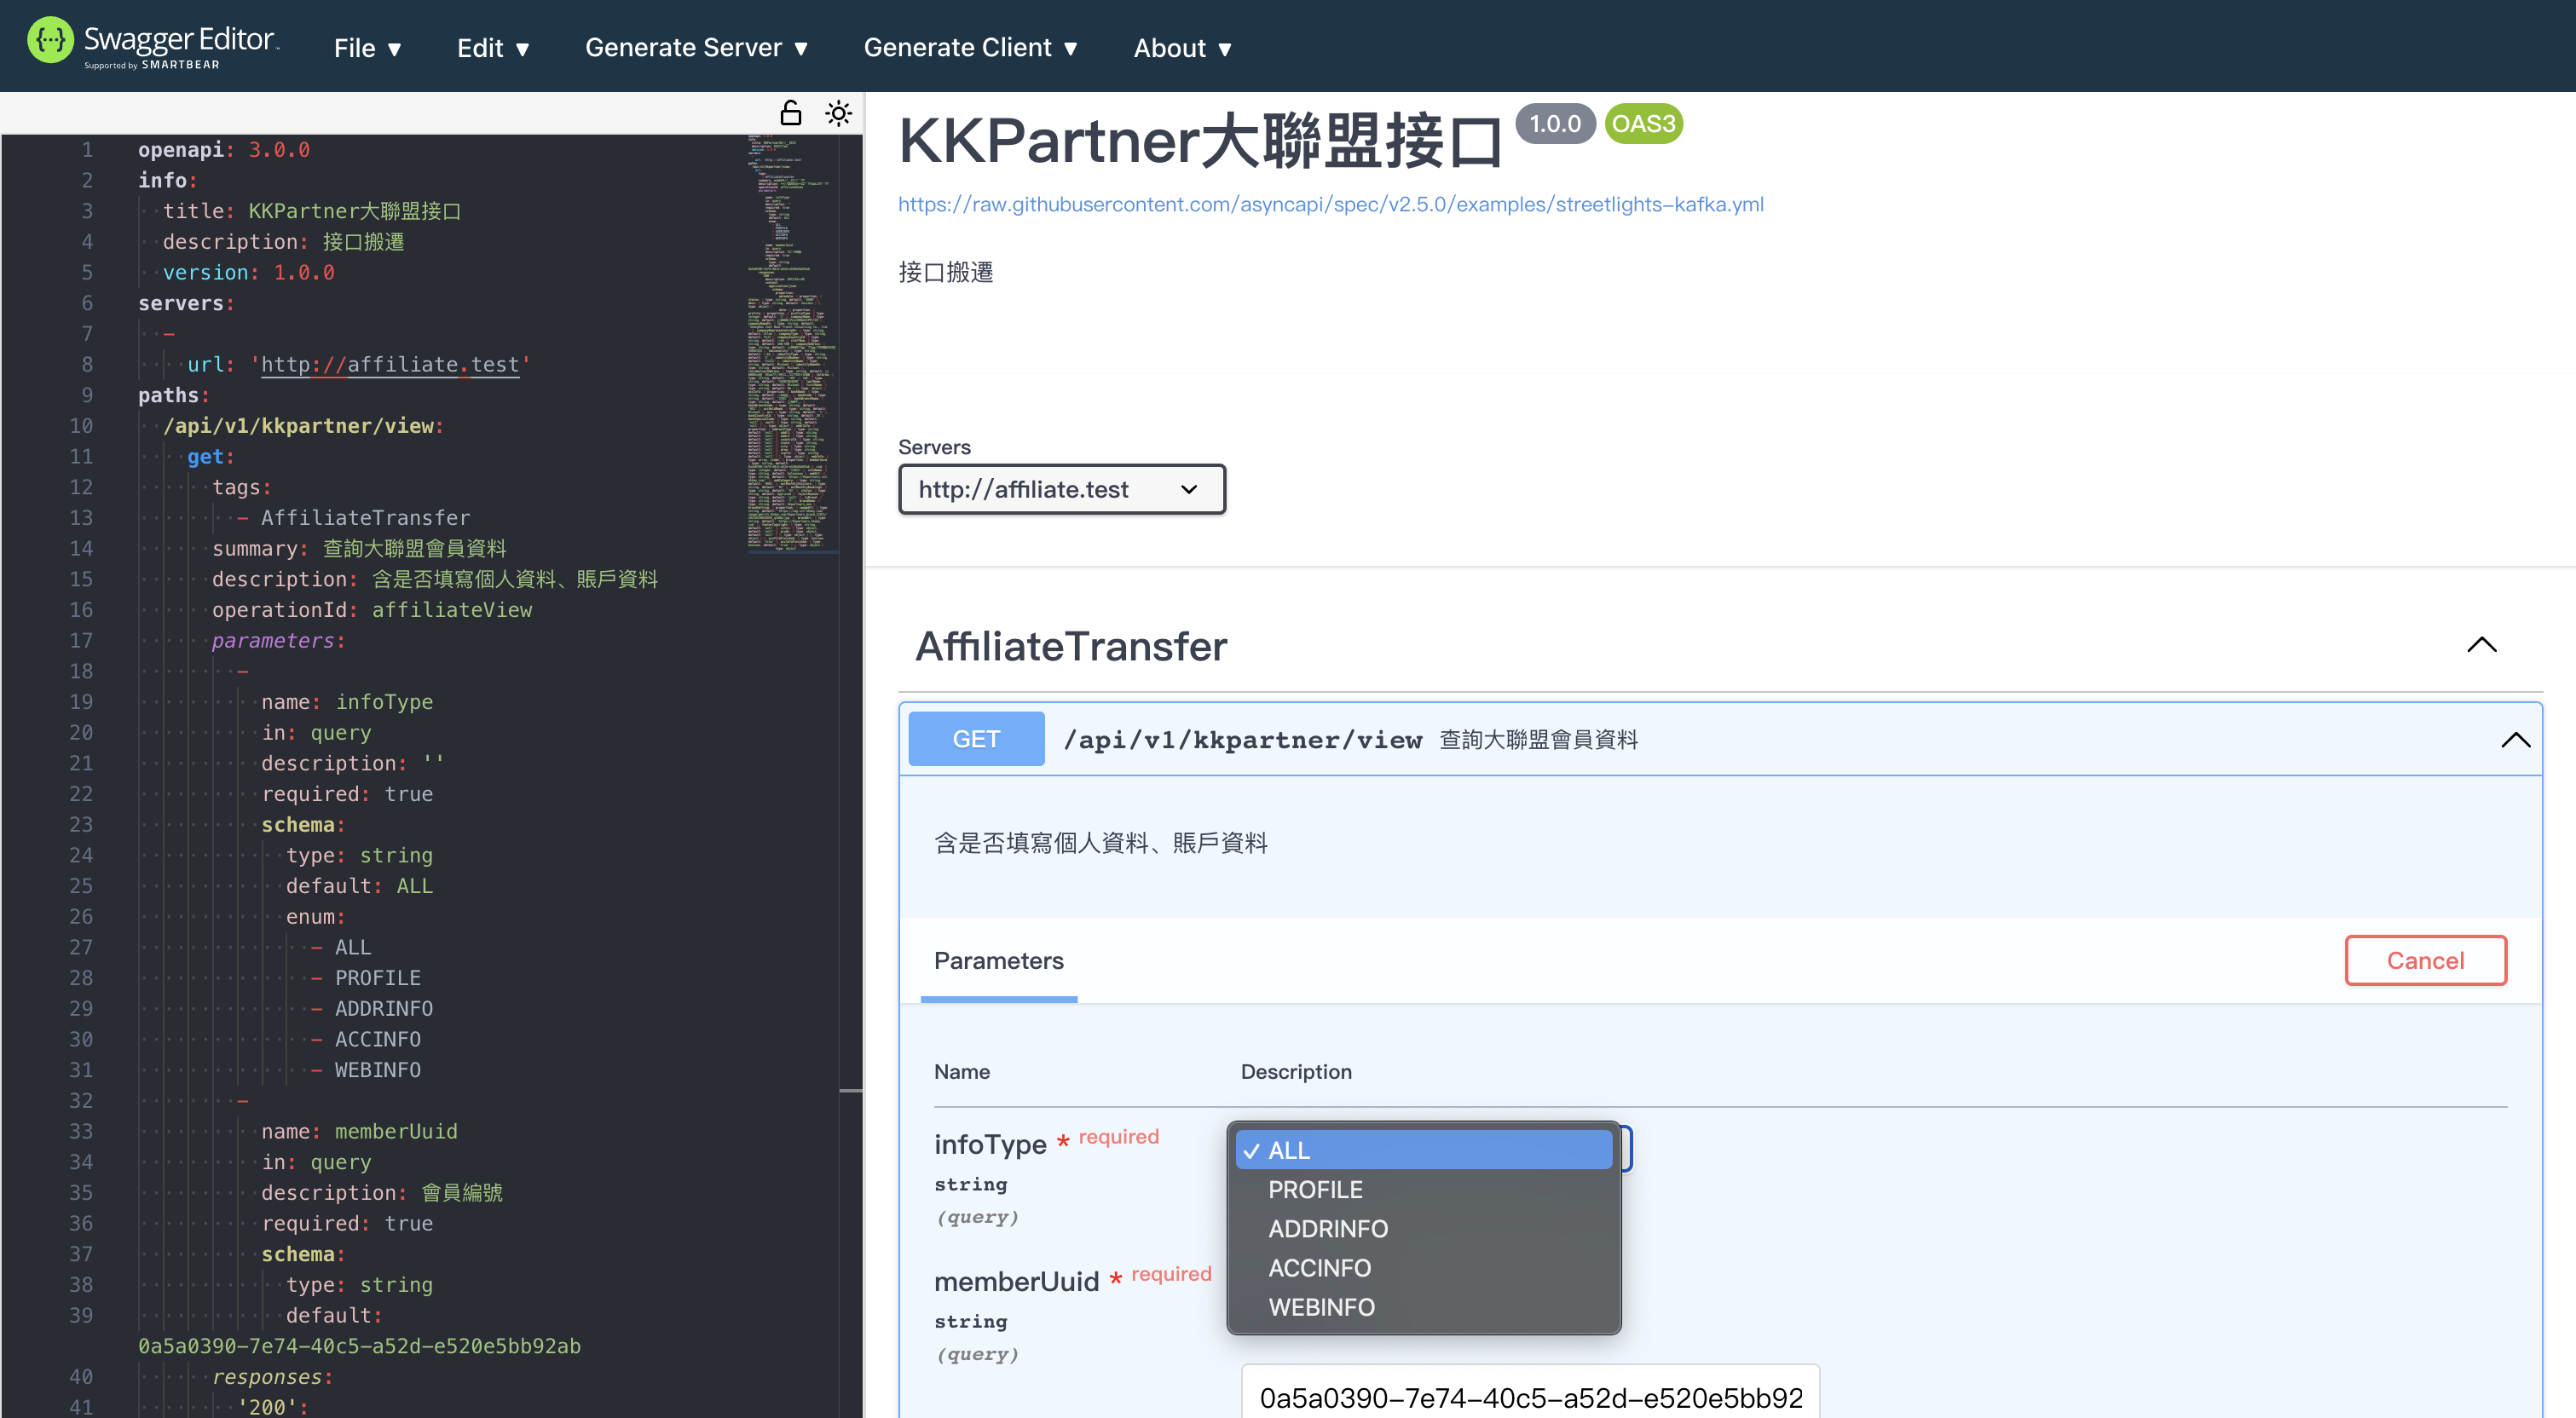 Swagger Editor
Supported by SMARTBEAR
File ▼
Edit ▼
Generate Server ▼
Generate Client ▼
About ▼
1 openapi: 3.0.0
2 info:
3 title: KKPartner大聯盟接口
4 description: 接口搬遷
5 version: 1.0.0
6 servers:
7 -
8 url: 'http://affiliate.test'
9 paths:
10 /api/v1/kkpartner/view:
11 get:
12 tags:
13 - AffiliateTransfer
14 summary: 查詢大聯盟會員資料
15 description: 含是否填寫個人資料、賬戶資料
16 operationId: affiliateView
17 parameters:
18 -
19 name: infoType
20 in: query
21 description: ''
22 required: true
23 schema:
24 type: string
25 default: ALL
26 enum:
27 - ALL
28 - PROFILE
29 - ADDRINFO
30 - ACCINFO
31 - WEBINFO
32 -
33 name: memberUuid
34 in: query
35 description: 會員編號
36 required: true
37 schema:
38 type: string
39 default:
0a5a0390-7e74-40c5-a52d-e520e5bb92ab
40 responses:
41 '200':
KKPartner大聯盟接口 1.0.0 OAS3
https://raw.githubusercontent.com/asyncapi/spec/v2.5.0/examples/streetlights-kafka.yml
接口搬遷
Servers
http://affiliate.test
AffiliateTransfer
GET /api/v1/kkpartner/view 查詢大聯盟會員資料
含是否填寫個人資料、賬戶資料
Parameters
Cancel
Name Description
infoType * required
string
(query)
✓ ALL
PROFILE
ADDRINFO
ACCINFO
WEBINFO
memberUuid * required
string
(query)
0a5a0390-7e74-40c5-a52d-e520e5bb92